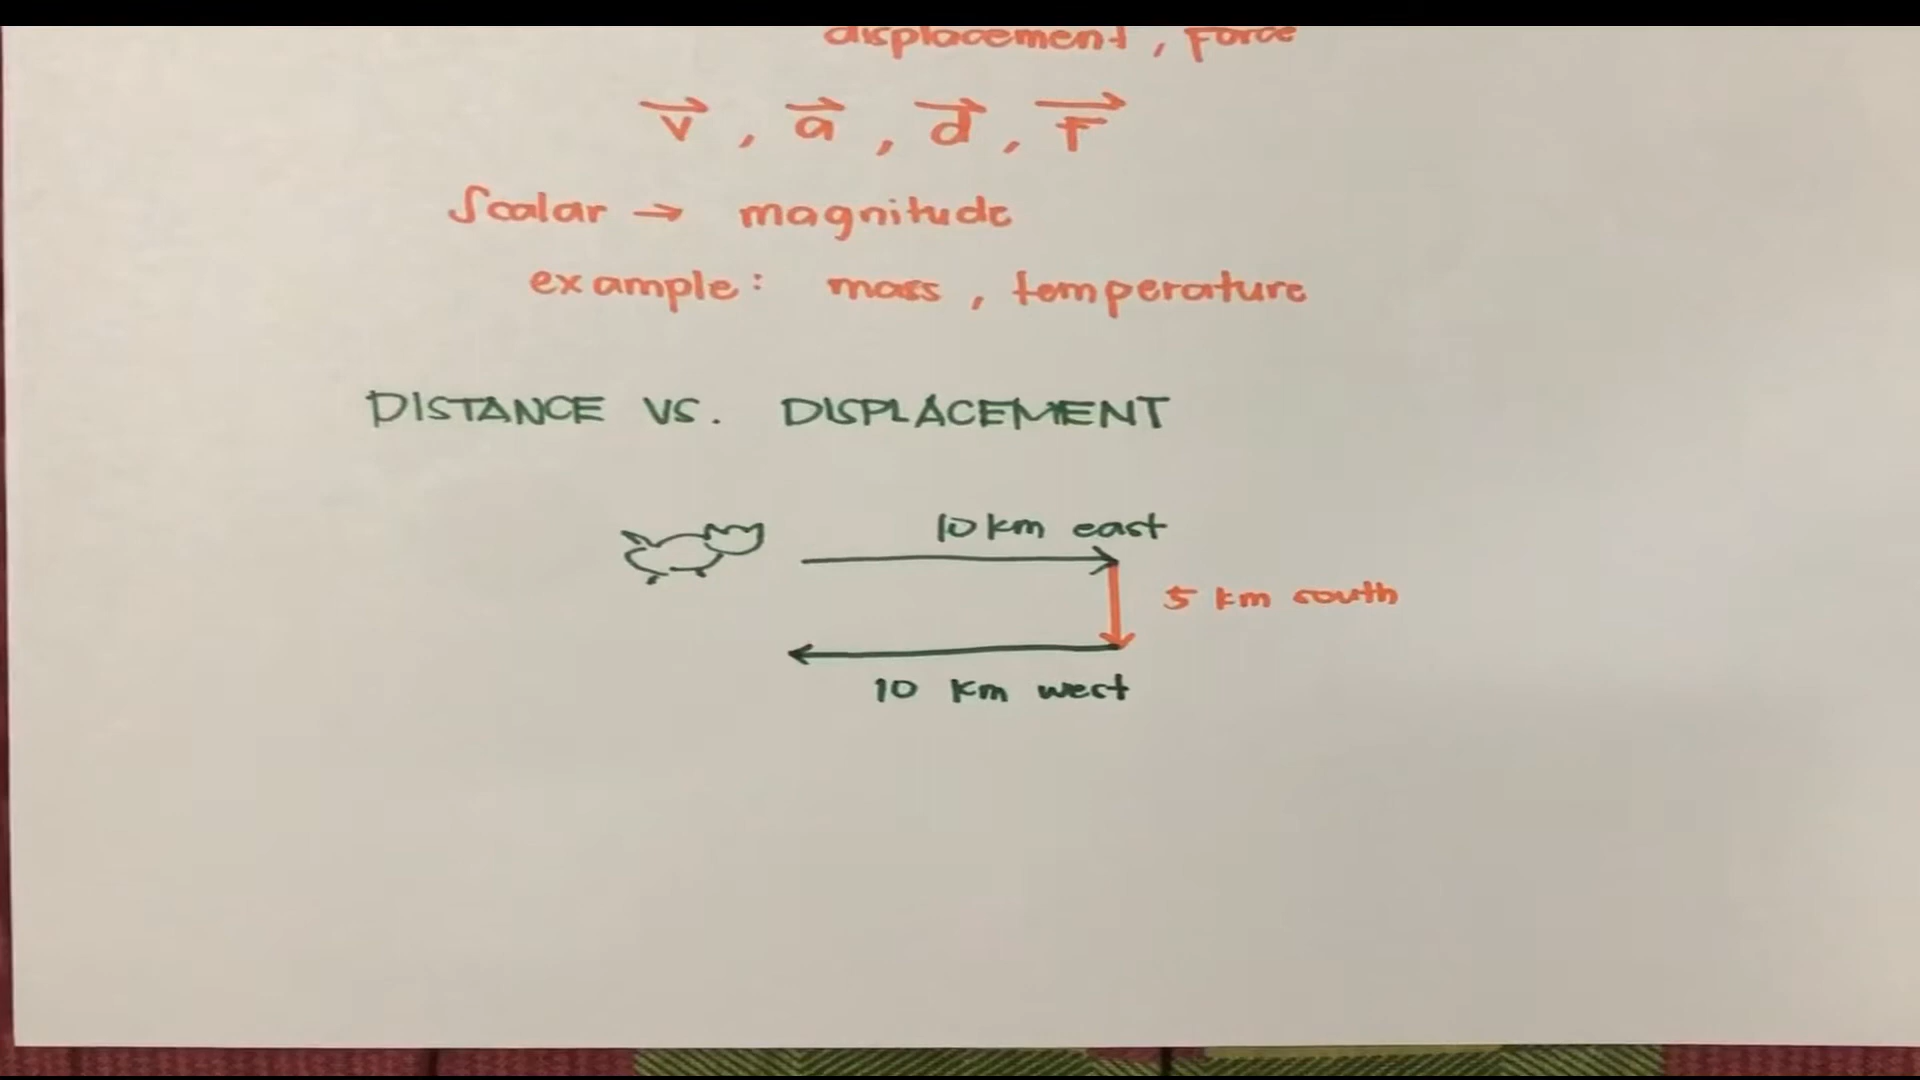 displacement, Force
v, a, d, F
Scalar → magnitude
example: mass, temperature
DISTANCE VS. DISPLACEMENT
10 km east
5 km south
10 km west